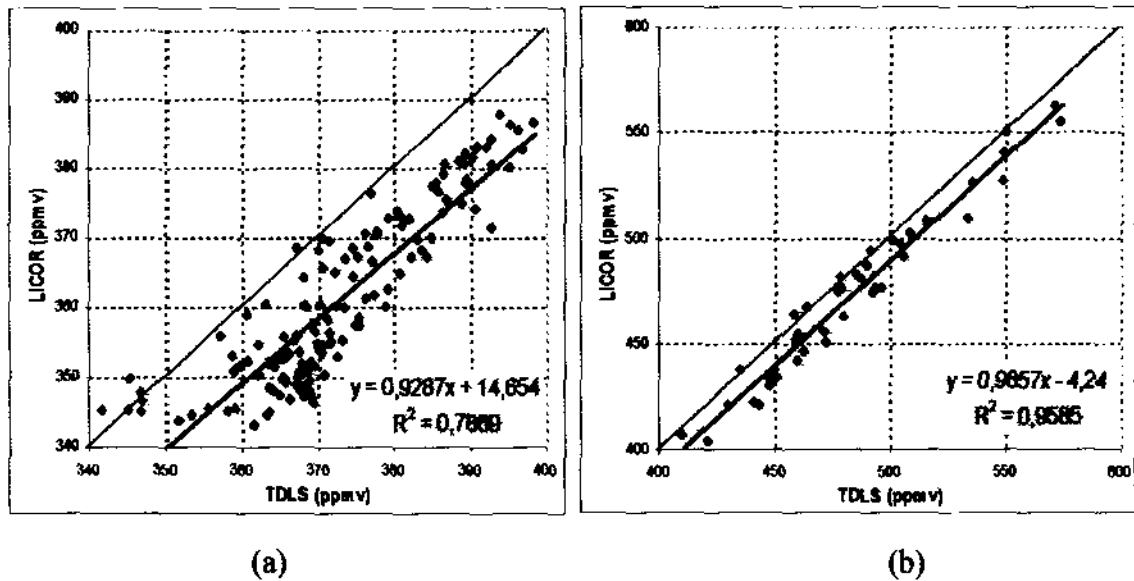 400
390
380
370
360
350
340
LICOR (ppmv)
y = 0,9287x + 14,654
R² =
340 350 360 370 380 390 400
TDLS (ppmv)
(a)
600
550
500
450
400
LICOR (ppmv)
y = 0,9857x - 4,24
R² = 0,9585
400 450 500 550 600
TDLS (ppmv)
(b)